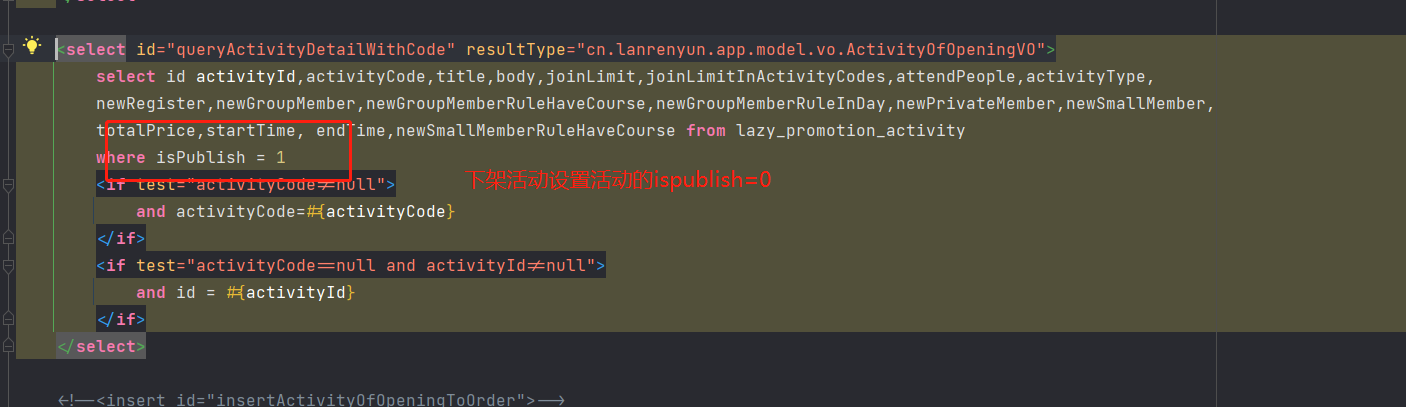 <select id="queryActivityDetailWithCode" resultType="cn.lanrenyun.app.model.vo.ActivityOfOpeningVO">
select id activityId,activityCode,title,body,joinLimit,joinLimitInActivityCodes,attendPeople,activityType,
newRegister,newGroupMember,newGroupMemberRuleHaveCourse,newGroupMemberRuleInDay,newPrivateMember,newSmallMember,
totalPrice,startTime, endTime,newSmallMemberRuleHaveCourse from lazy_promotion_activity
where isPublish = 1
<if test="activityCode!=null">
下架活动设置活动的ispublish=0
and activityCode=#{activityCode}
</if>
<if test="activityCode==null and activityId!=null">
and id = #{activityId}
</if>
</select>
<!--<insert id="insertActivityOfOpeningToOrder">-->